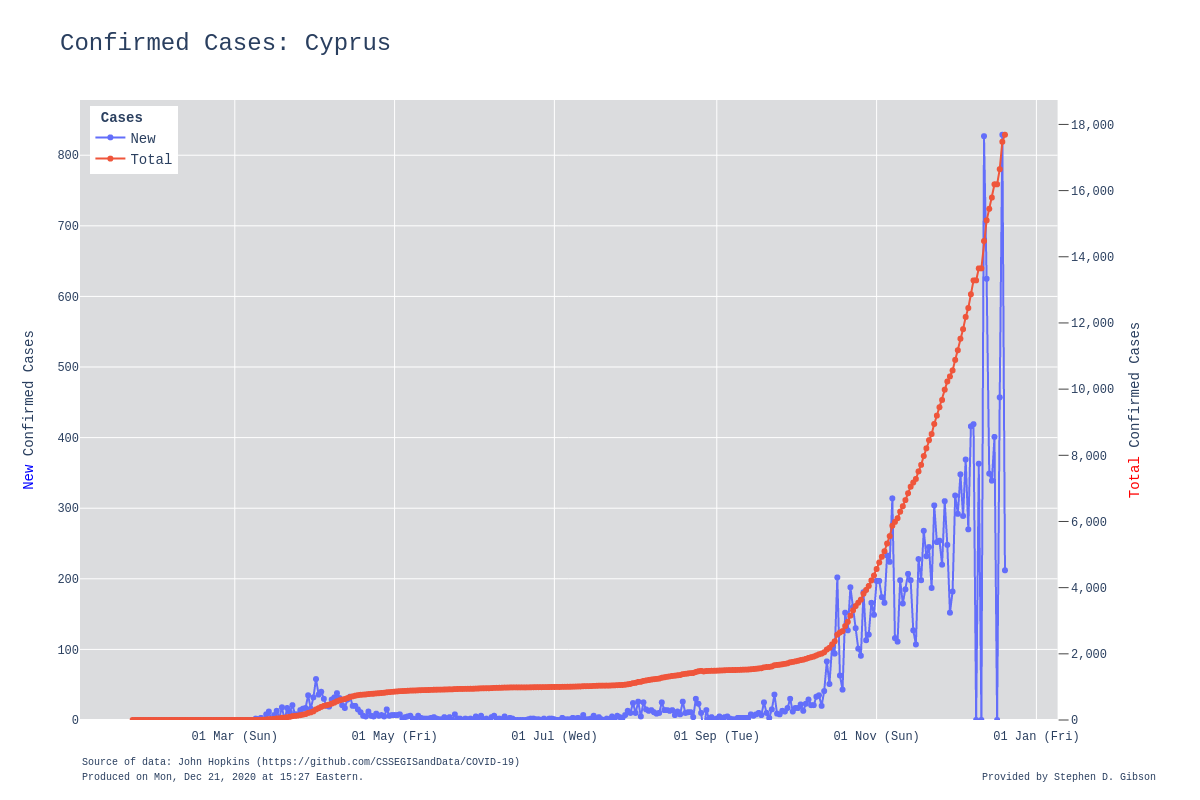 Confirmed Cases: Cyprus
Cases
New
Total
800
700
600
500
400
300
200
100
0
18,000
16,000
14,000
12,000
10,000
8,000
6,000
4,000
2,000
0
New Confirmed Cases
Total Confirmed Cases
01 Mar (Sun) 01 May (Fri) 01 Jul (Wed) 01 Sep (Tue) 01 Nov (Sun) 01 Jan (Fri)
Source of data: John Hopkins (https://github.com/CSSEGISandData/COVID-19)
Produced on Mon, Dec 21, 2020 at 15:27 Eastern.
Provided by Stephen D. Gibson